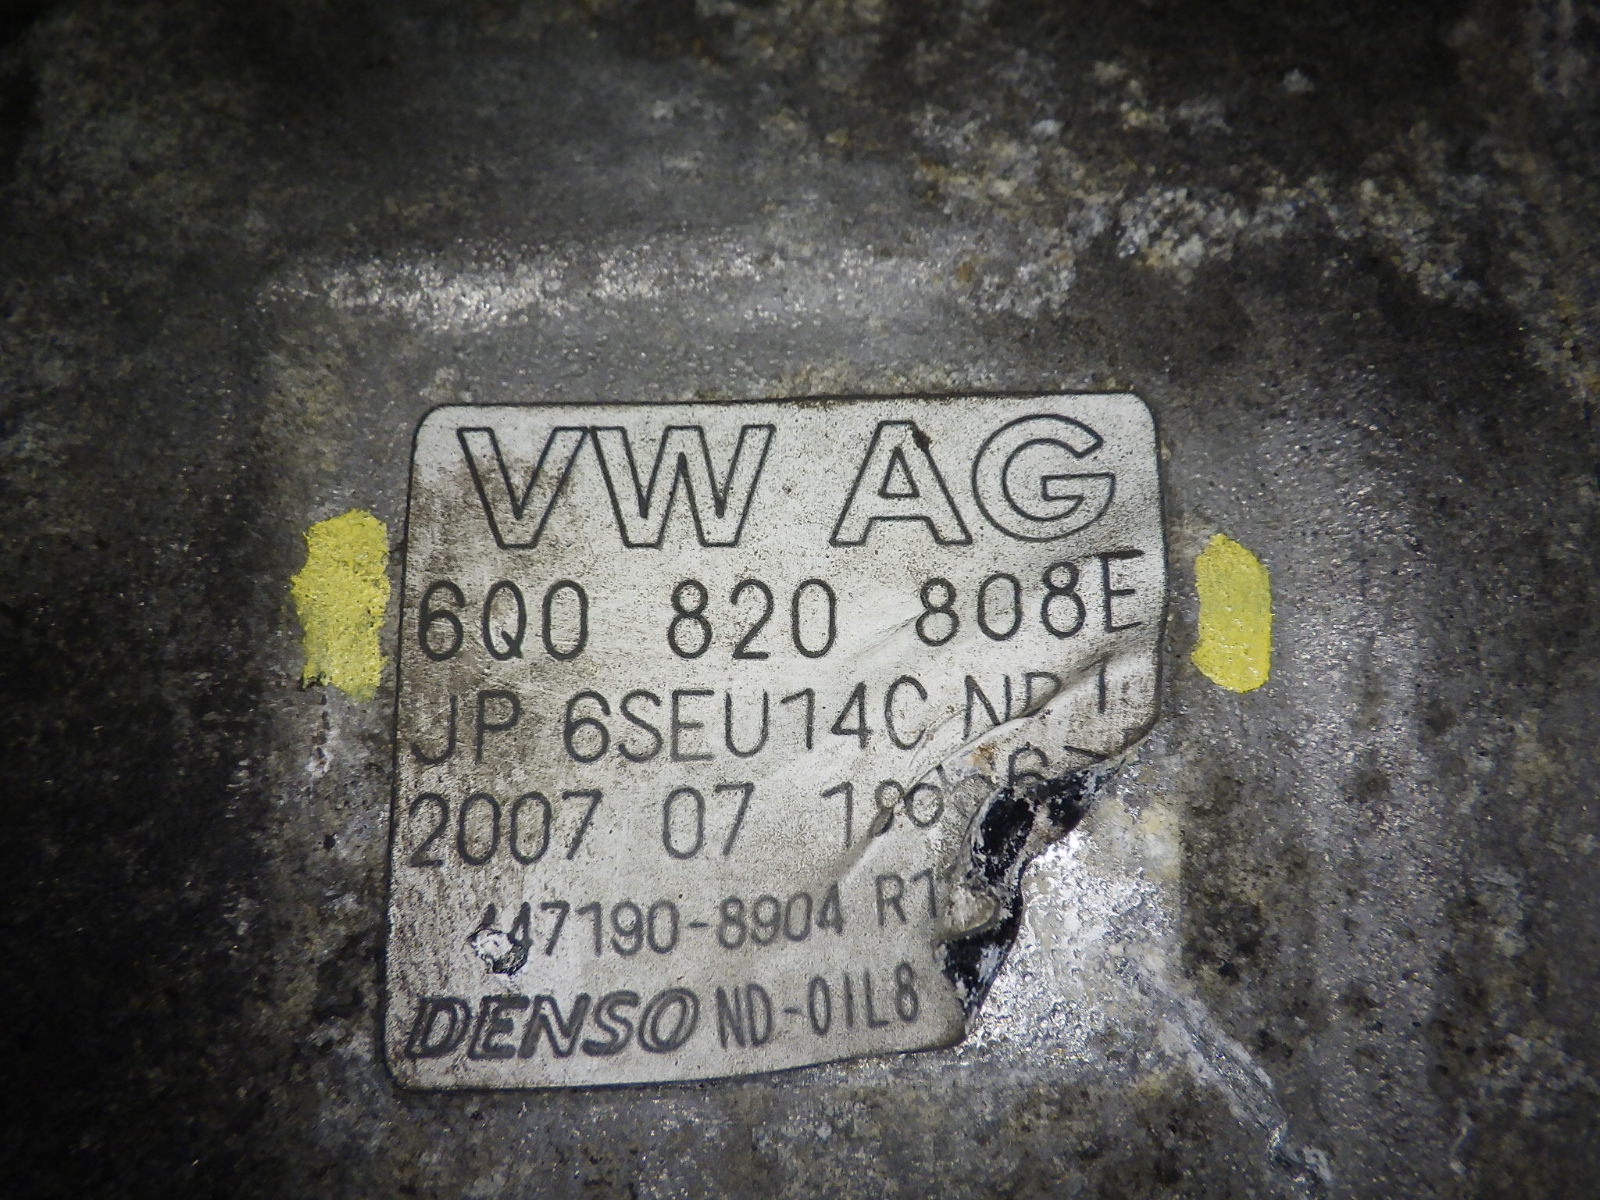 VW AG
6Q0 820 808E
JP 6SEU14C
2007 07
47190-8904
DENSO ND-OIL8